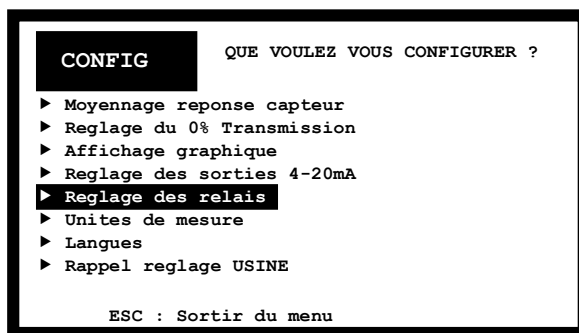 CONFIG QUE VOULEZ VOUS CONFIGURER ?
► Moyennage reponse capteur
► Reglage du 0% Transmission
► Affichage graphique
► Reglage des sorties 4-20mA
► Reglage des relais
► Unites de mesure
► Langues
► Rappel reglage USINE
ESC : Sortir du menu